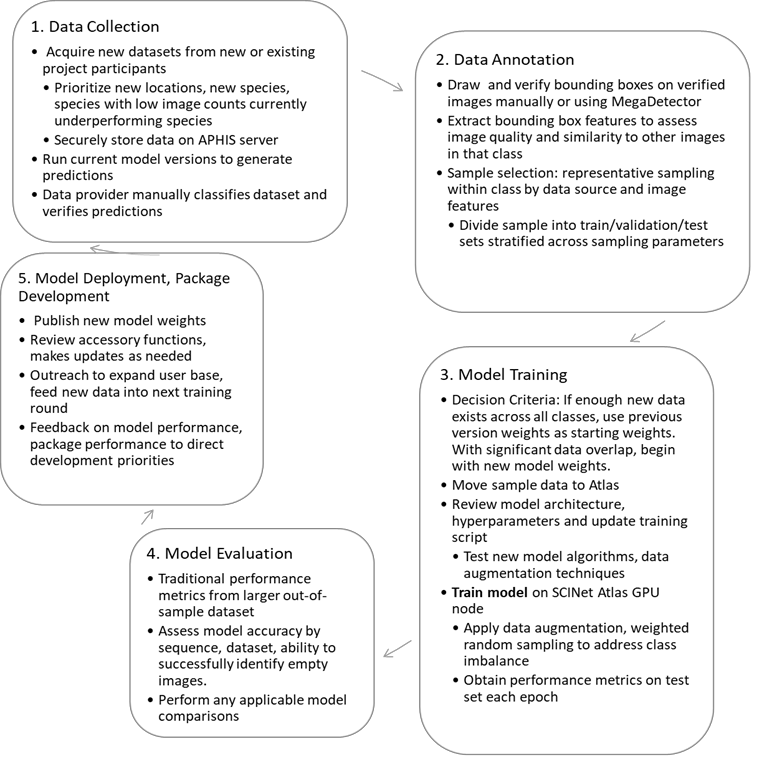 1. Data Collection
• Acquire new datasets from new or existing
project participants
• Prioritize new locations, new species,
species with low image counts currently
underperforming species
• Securely store data on APHIS server
• Run current model versions to generate
predictions
• Data provider manually classifies dataset and
verifies predictions
2. Data Annotation
• Draw and verify bounding boxes on verified
images manually or using MegaDetector
• Extract bounding box features to assess
image quality and similarity to other images
in that class
• Sample selection: representative sampling
within class by data source and image
features
• Divide sample into train/validation/test
sets stratified across sampling parameters
3. Model Training
• Decision Criteria: If enough new data
exists across all classes, use previous
version weights as starting weights.
With significant data overlap, begin
with new model weights.
• Move sample data to Atlas
• Review model architecture,
hyperparameters and update training
script
• Test new model algorithms, data
augmentation techniques
• Train model on SCINet Atlas GPU
node
• Apply data augmentation, weighted
random sampling to address class
imbalance
• Obtain performance metrics on test
set each epoch
4. Model Evaluation
• Traditional performance
metrics from larger out-of-
sample dataset
• Assess model accuracy by
sequence, dataset, ability to
successfully identify empty
images.
• Perform any applicable model
comparisons
5. Model Deployment, Package
Development
• Publish new model weights
• Review accessory functions,
makes updates as needed
• Outreach to expand user base,
feed new data into next training
round
• Feedback on model performance,
package performance to direct
development priorities